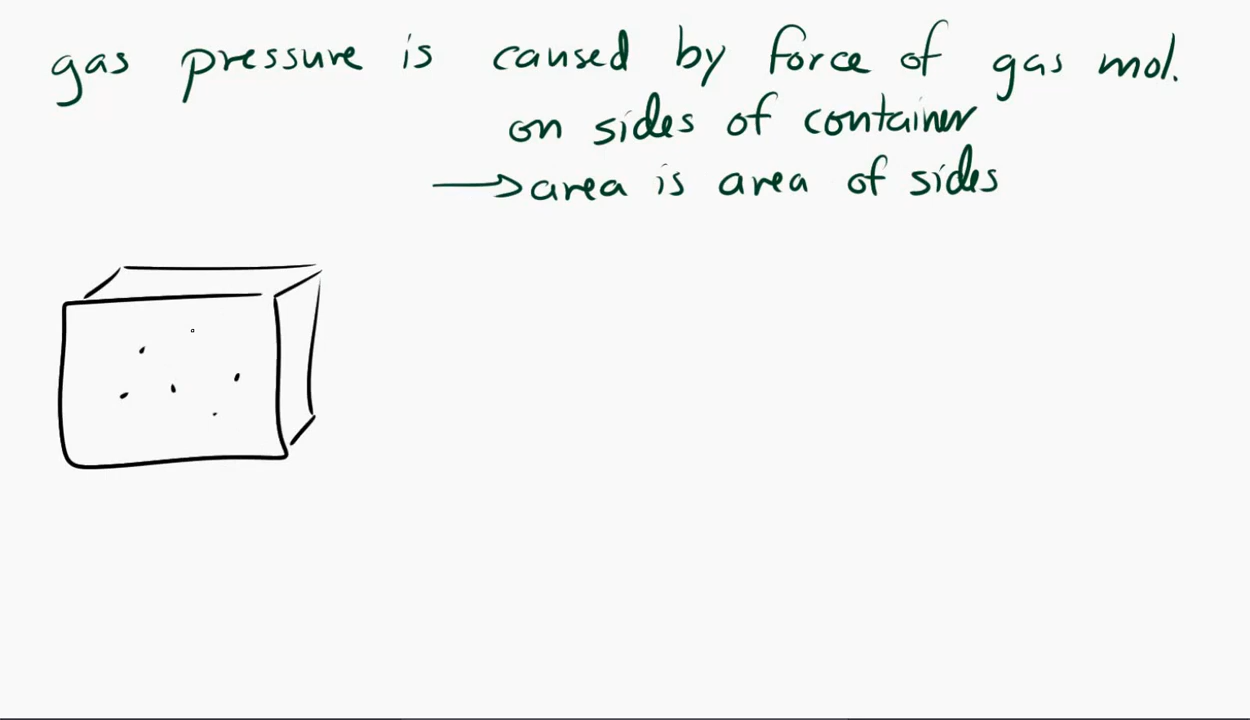 gas pressure is caused by force of gas mol.
on sides of container
→ area is area of sides